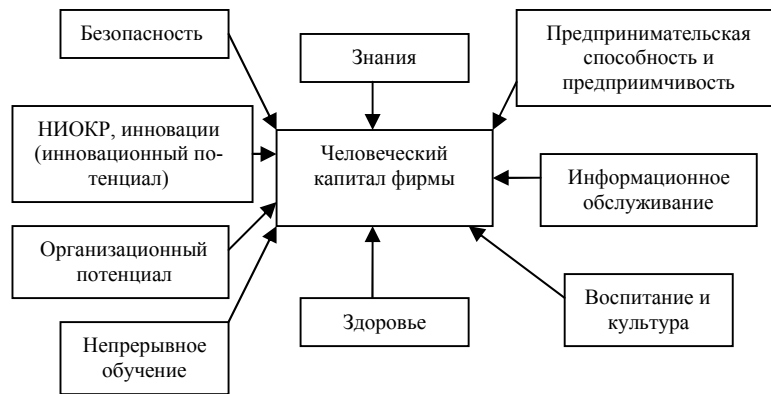 Безопасность
Знания
Предпринимательская
способность и
предприимчивость
НИОКР, инновации
(инновационный по-
тенциал)
Человеческий
капитал фирмы
Информационное
обслуживание
Организационный
потенциал
Непрерывное
обучение
Здоровье
Воспитание и
культура